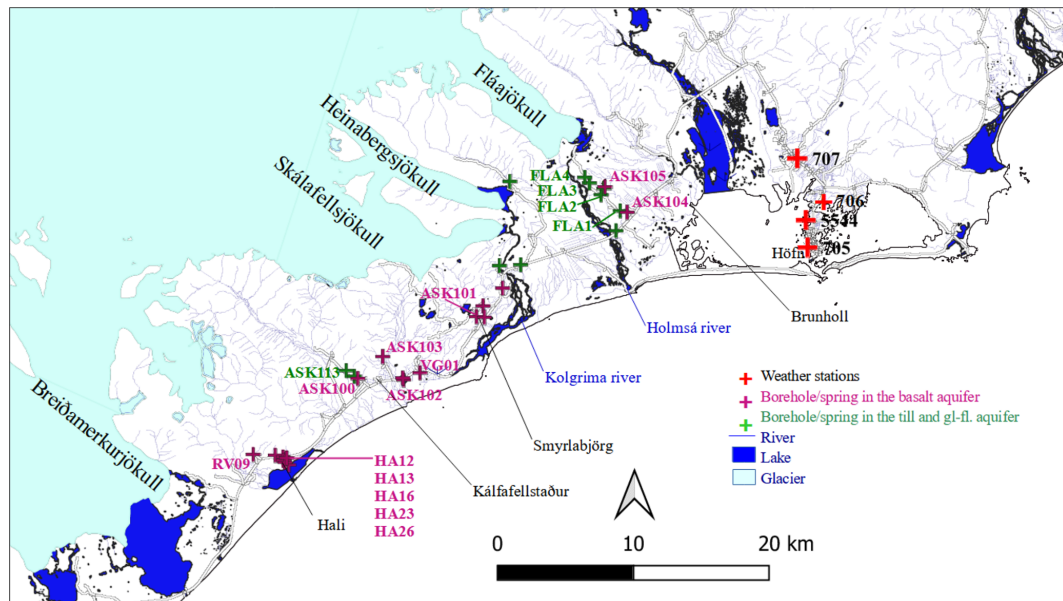 Fláajökull
Heinabergsjökull
Skálafellsjökull
Breiðamerkurjökull
707
706
5544
705
Höfn
FLA4
ASK105
FLA3
FLA2
ASK104
FLA1
Brunholl
Holmsá river
ASK101
Kolgrima river
ASK103
VG01
ASK113
ASK100
ASK102
Smyrlabjörg
Kálfafellstaður
RV09
HA12
HA13
HA16
HA23
HA26
Hali
Weather stations
Borehole/spring in the basalt aquifer
Borehole/spring in the till and gl-fl. aquifer
River
Lake
Glacier
0 10 20 km